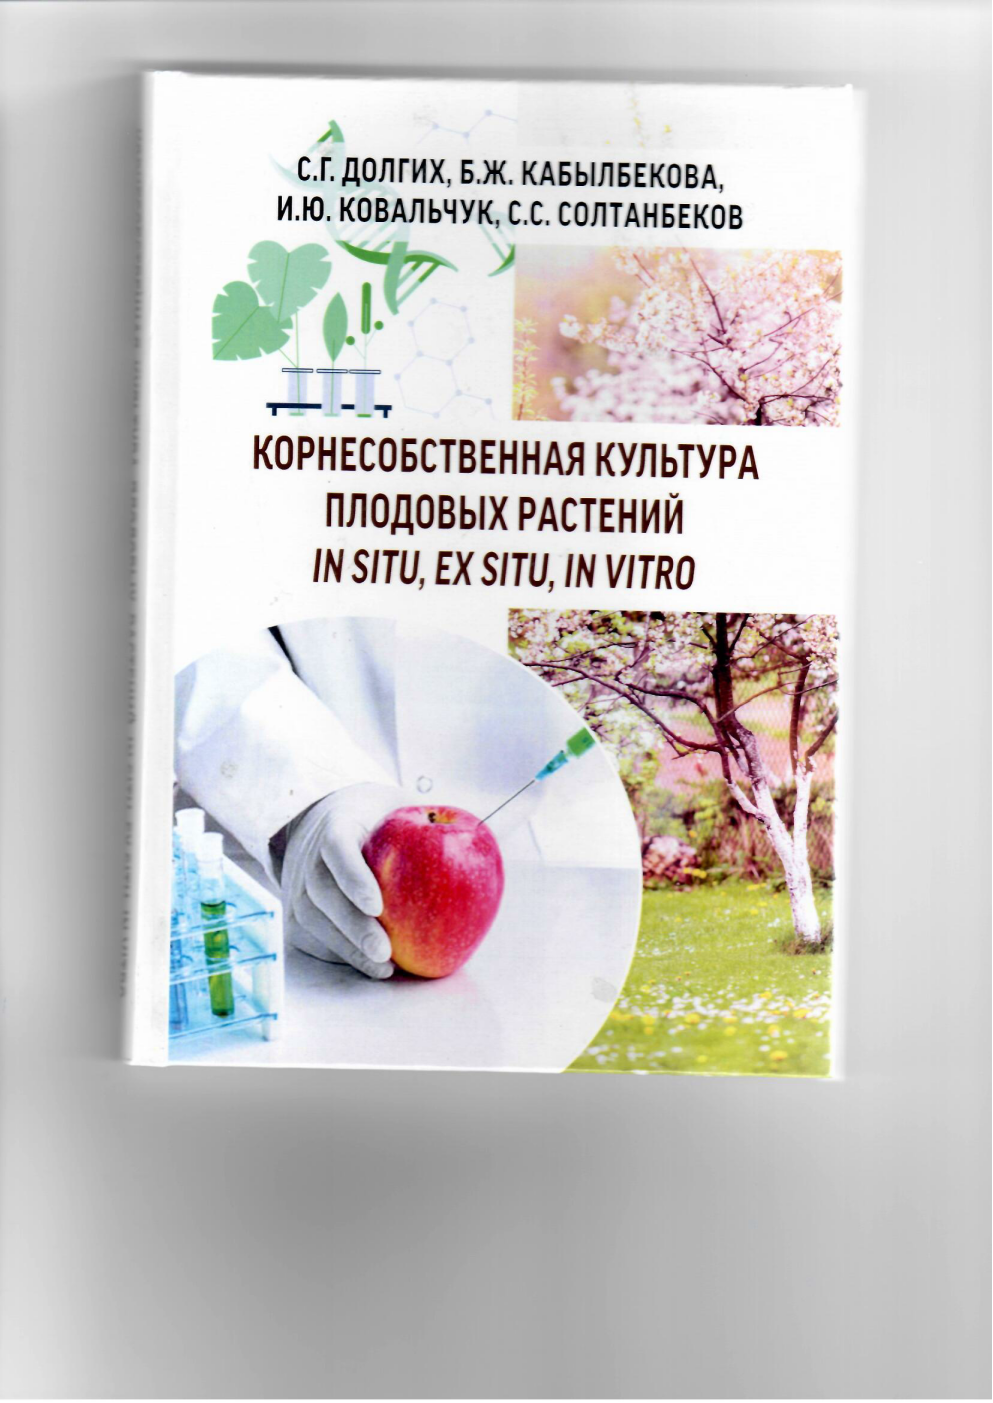 С.Г. ДОЛГИХ, Б.Ж. КАБЫЛБЕКОВА,
И.Ю. КОВАЛЬЧУК, С.С. СОЛТАНБЕКОВ
КОРНЕСОБСТВЕННАЯ КУЛЬТУРА
ПЛОДОВЫХ РАСТЕНИЙ
IN SITU, EX SITU, IN VITRO